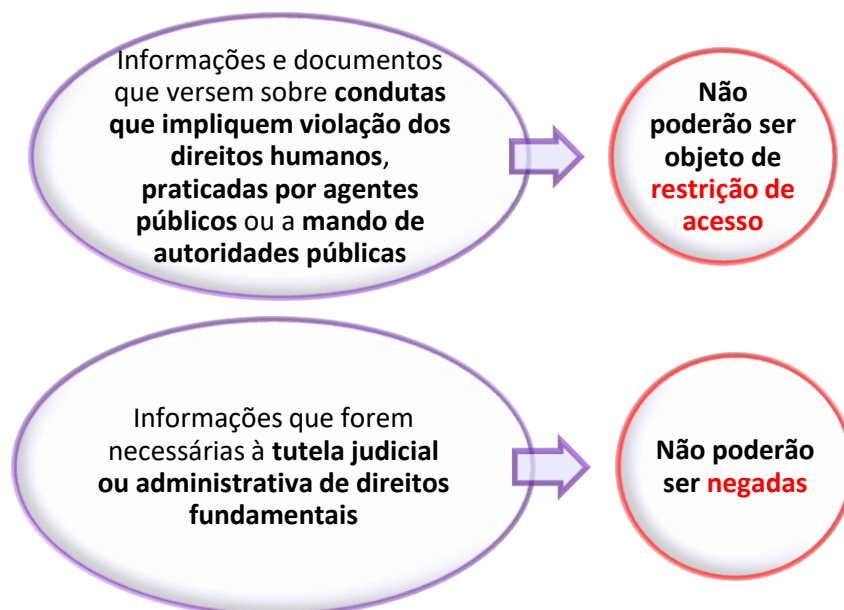 Informações e documentos
que versem sobre condutas
que impliquem violação dos
direitos humanos,
praticadas por agentes
públicos ou a mando de
autoridades públicas
Não
poderão ser
objeto de
restrição de
acesso
Informações que forem
necessárias à tutela judicial
ou administrativa de direitos
fundamentais
Não poderão
ser negadas